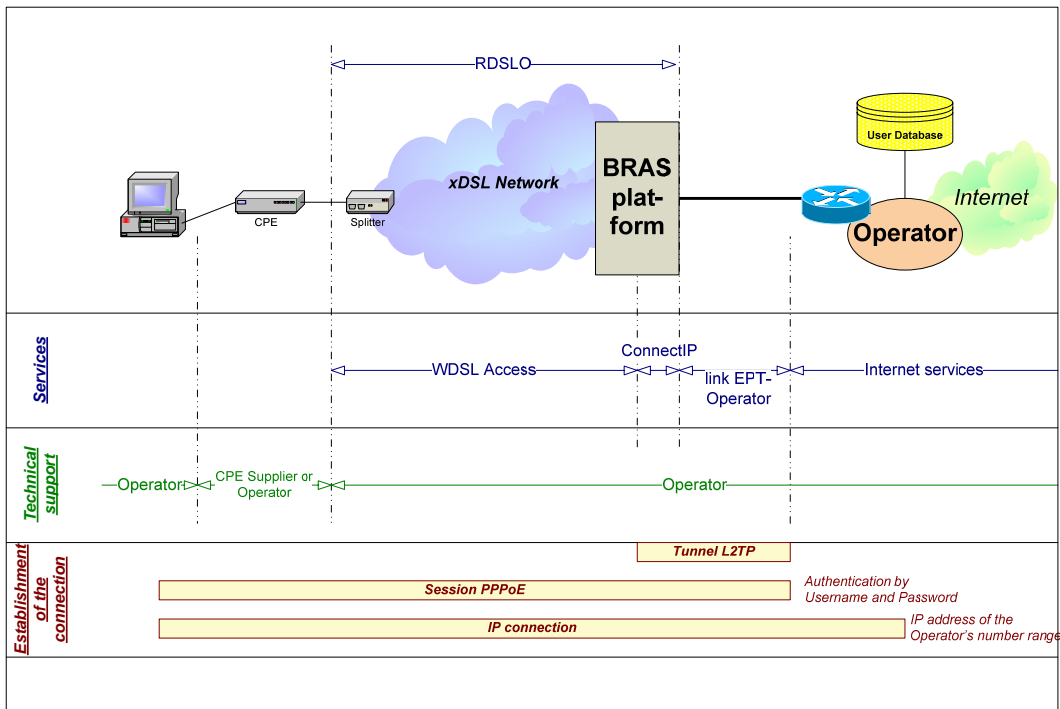 RDSLO
User Database
xDSL Network
BRAS
plat-
form
Internet
CPE
Splitter
Operator
Services
ConnectIP
WDSL Access
link EPT-
Operator
Internet services
Technical
support
Operator
CPE Supplier or
Operator
Operator
Establishment
of the
connection
Tunnel L2TP
Session PPPoE
Authentication by
Username and Password
IP connection
IP address of the
Operator's number range